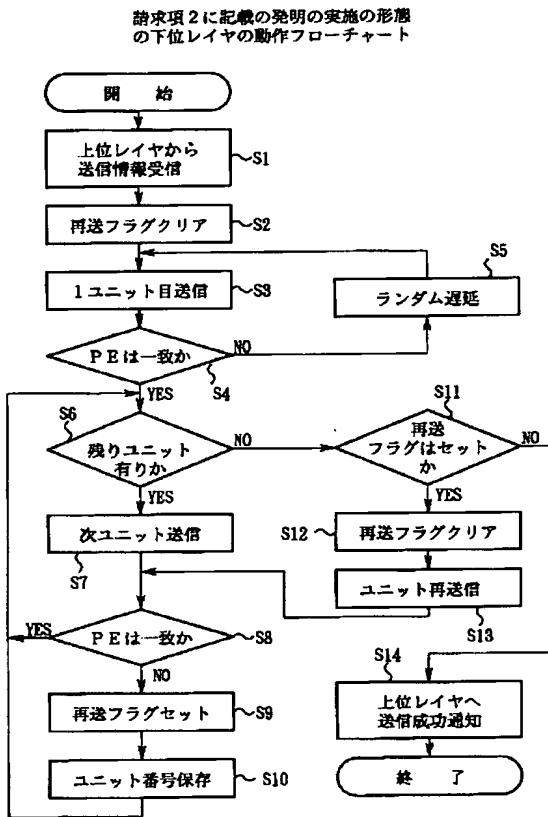 請求項2に記載の発明の実施の形態
の下位レイヤの動作フローチャート
開 始
上位レイヤから
送信情報受信
S1
再送フラグクリア
S2
S5
1ユニット目送信
S3
ランダム遅延
PEは一致か
NO
S4
YES
S11
S6
残りユニット
有りか
NO
再送
フラグはセット
か
NO
YES
YES
次ユニット送信
S7
S12
再送フラグクリア
ユニット再送信
S13
YES
PEは一致か
S8
NO
S14
再送フラグセット
S9
上位レイヤへ
送信成功通知
ユニット番号保存
S10
終 了